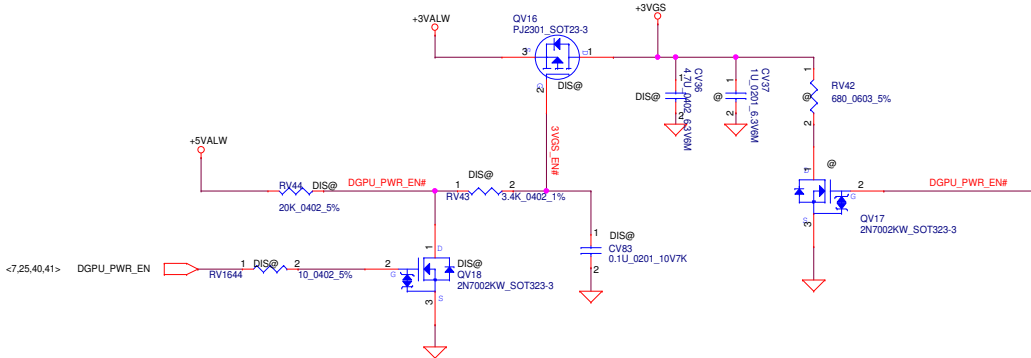 +3VALW
QV16
PJ2301_SOT23-3
+3VGS
3
S
D
1
G
2
DIS@
3VGS_EN#
1
2
DIS@
CV36
4.7U_0402_6.3V6M
1
2
@
CV37
1U_0201_6.3V6M
1
2
@
RV42
680_0603_5%
+5VALW
RV44
DIS@
20K_0402_5%
DGPU_PWR_EN#
DIS@
1
2
RV43
3.4K_0402_1%
@
1
D
2
G
S
3
DGPU_PWR_EN#
QV17
2N7002KW_SOT323-3
DIS@
1
CV83
0.1U_0201_10V7K
2
<7,25,40,41>
DGPU_PWR_EN
1
DIS@
2
RV1644
10_0402_5%
2
G
1
D
DIS@
QV18
2N7002KW_SOT323-3
3
S